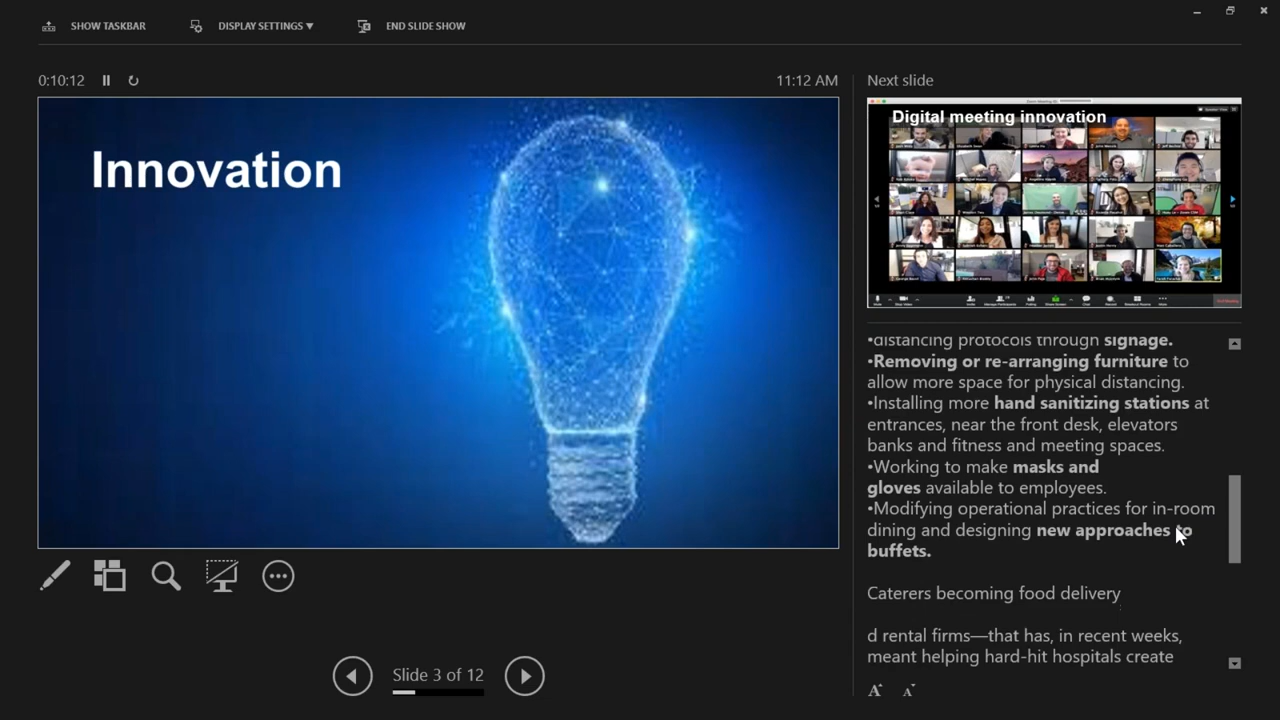 SHOW TASKBAR
DISPLAY SETTINGS ▼
END SLIDE SHOW
0:10:12
11:12 AM
Next slide
Innovation
Digital meeting innovation
•distancing protocols through signage.
•Removing or re-arranging furniture to
allow more space for physical distancing.
•Installing more hand sanitizing stations at
entrances, near the front desk, elevators
banks and fitness and meeting spaces.
•Working to make masks and
gloves available to employees.
•Modifying operational practices for in-room
dining and designing new approaches to
buffets.
Caterers becoming food delivery
d rental firms—that has, in recent weeks,
meant helping hard-hit hospitals create
Slide 3 of 12
A A